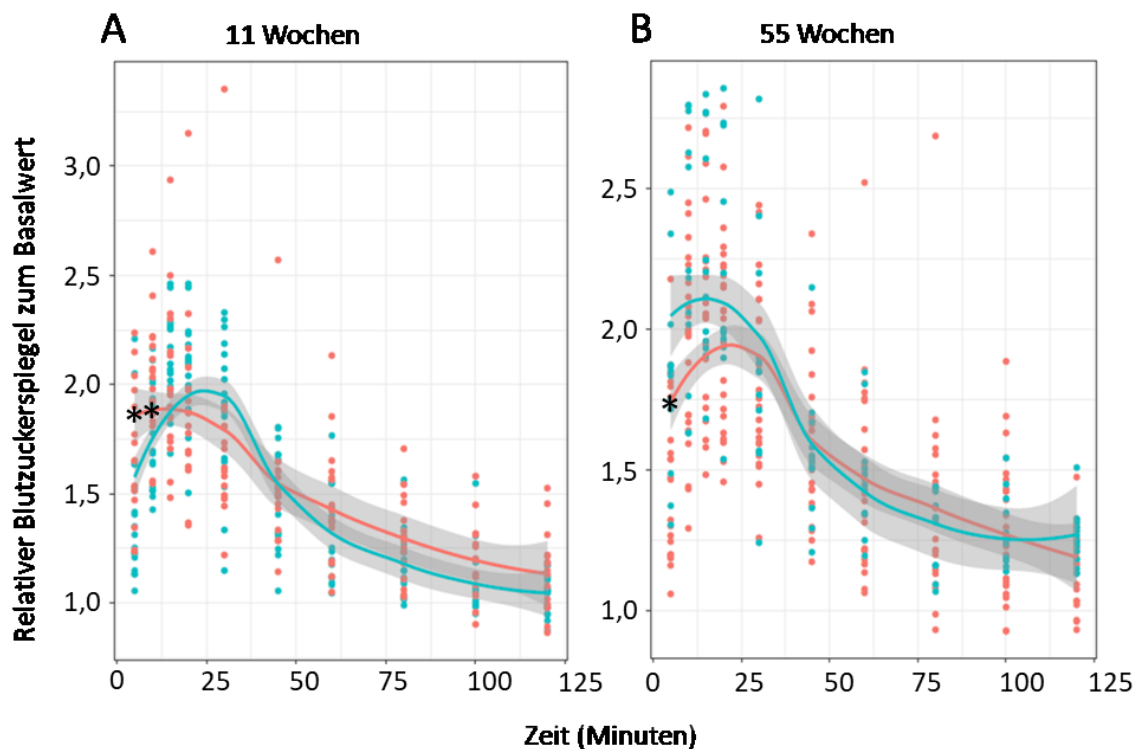 A 11 Wochen
B 55 Wochen
Relativer Blutzuckerspiegel zum Basalwert
3,0
2,5
2,0
1,5
1,0
* *
0 25 50 75 100 125
2,5
2,0
1,5
1,0
*
0 25 50 75 100 125
Zeit (Minuten)